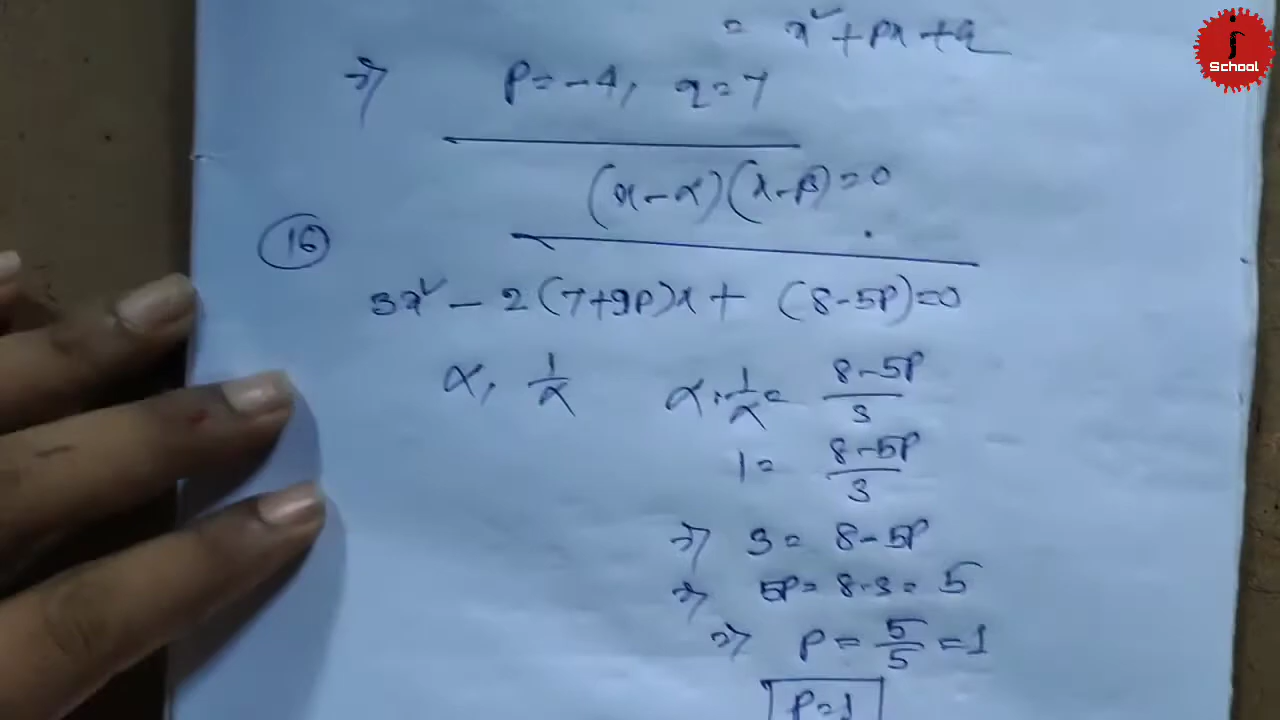 = x² + px + q
⇒ P = -4, q = 7
(x-α)(x-β)=0
16
3x² - 2(7+9p)x + (8-5P)=0
α, 1/α α·1/α = 8-5P/3
1 = 8-5P/3
⇒ 3 = 8-5P
⇒ 5P = 8-3 = 5
⇒ P = 5/5 = 1
P=1
School